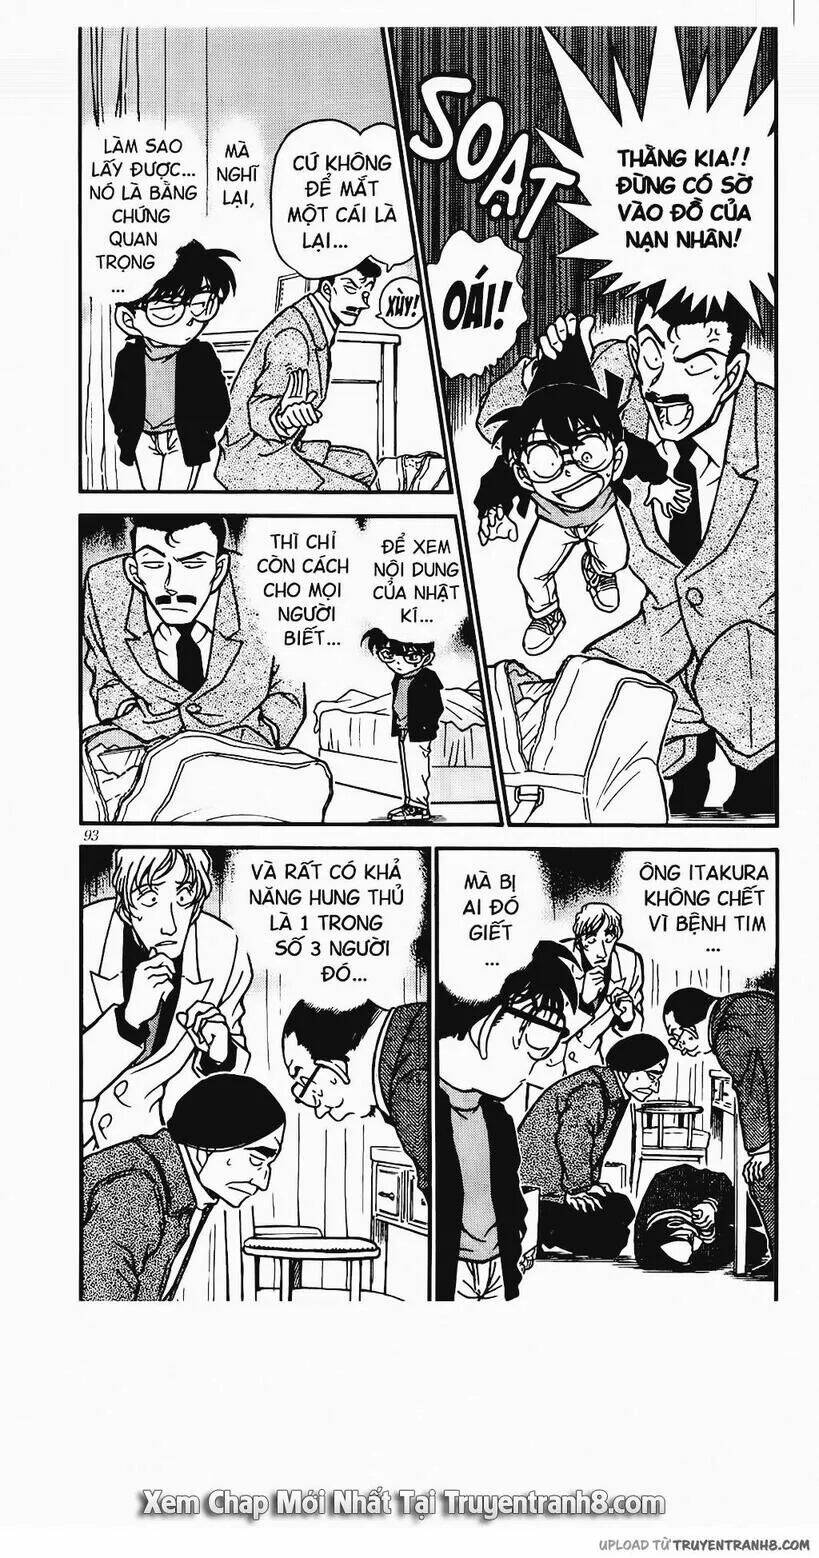 THẰNG KIA!!
ĐỪNG CÓ SỜ
VÀO ĐỒ CỦA
NẠN NHÂN!
SOẠT
OÁI!
CỨ KHÔNG
ĐỂ MẮT
MỘT CÁI LÀ
LẠI...
XÙY!
MÀ
NGHĨ
LẠI,
LÀM SAO
LẤY ĐƯỢC...
NÓ LÀ BẰNG
CHỨNG
QUAN
TRỌNG
...
ĐỂ XEM
NỘI DUNG
CỦA NHẬT
KÍ...
THÌ CHỈ
CÒN CÁCH
CHO MỌI
NGƯỜI
BIẾT...
93
ÔNG ITAKURA
KHÔNG CHẾT
VÌ BỆNH TIM
...
MÀ BỊ
AI ĐÓ
GIẾT
...
VÀ RẤT CÓ KHẢ
NĂNG HUNG THỦ
LÀ 1 TRONG
SỐ 3 NGƯỜI
ĐÓ...
Xem Chap Mới Nhất Tại Truyentranh8.com
UPLOAD TỪ TRUYENTRANH8.COM